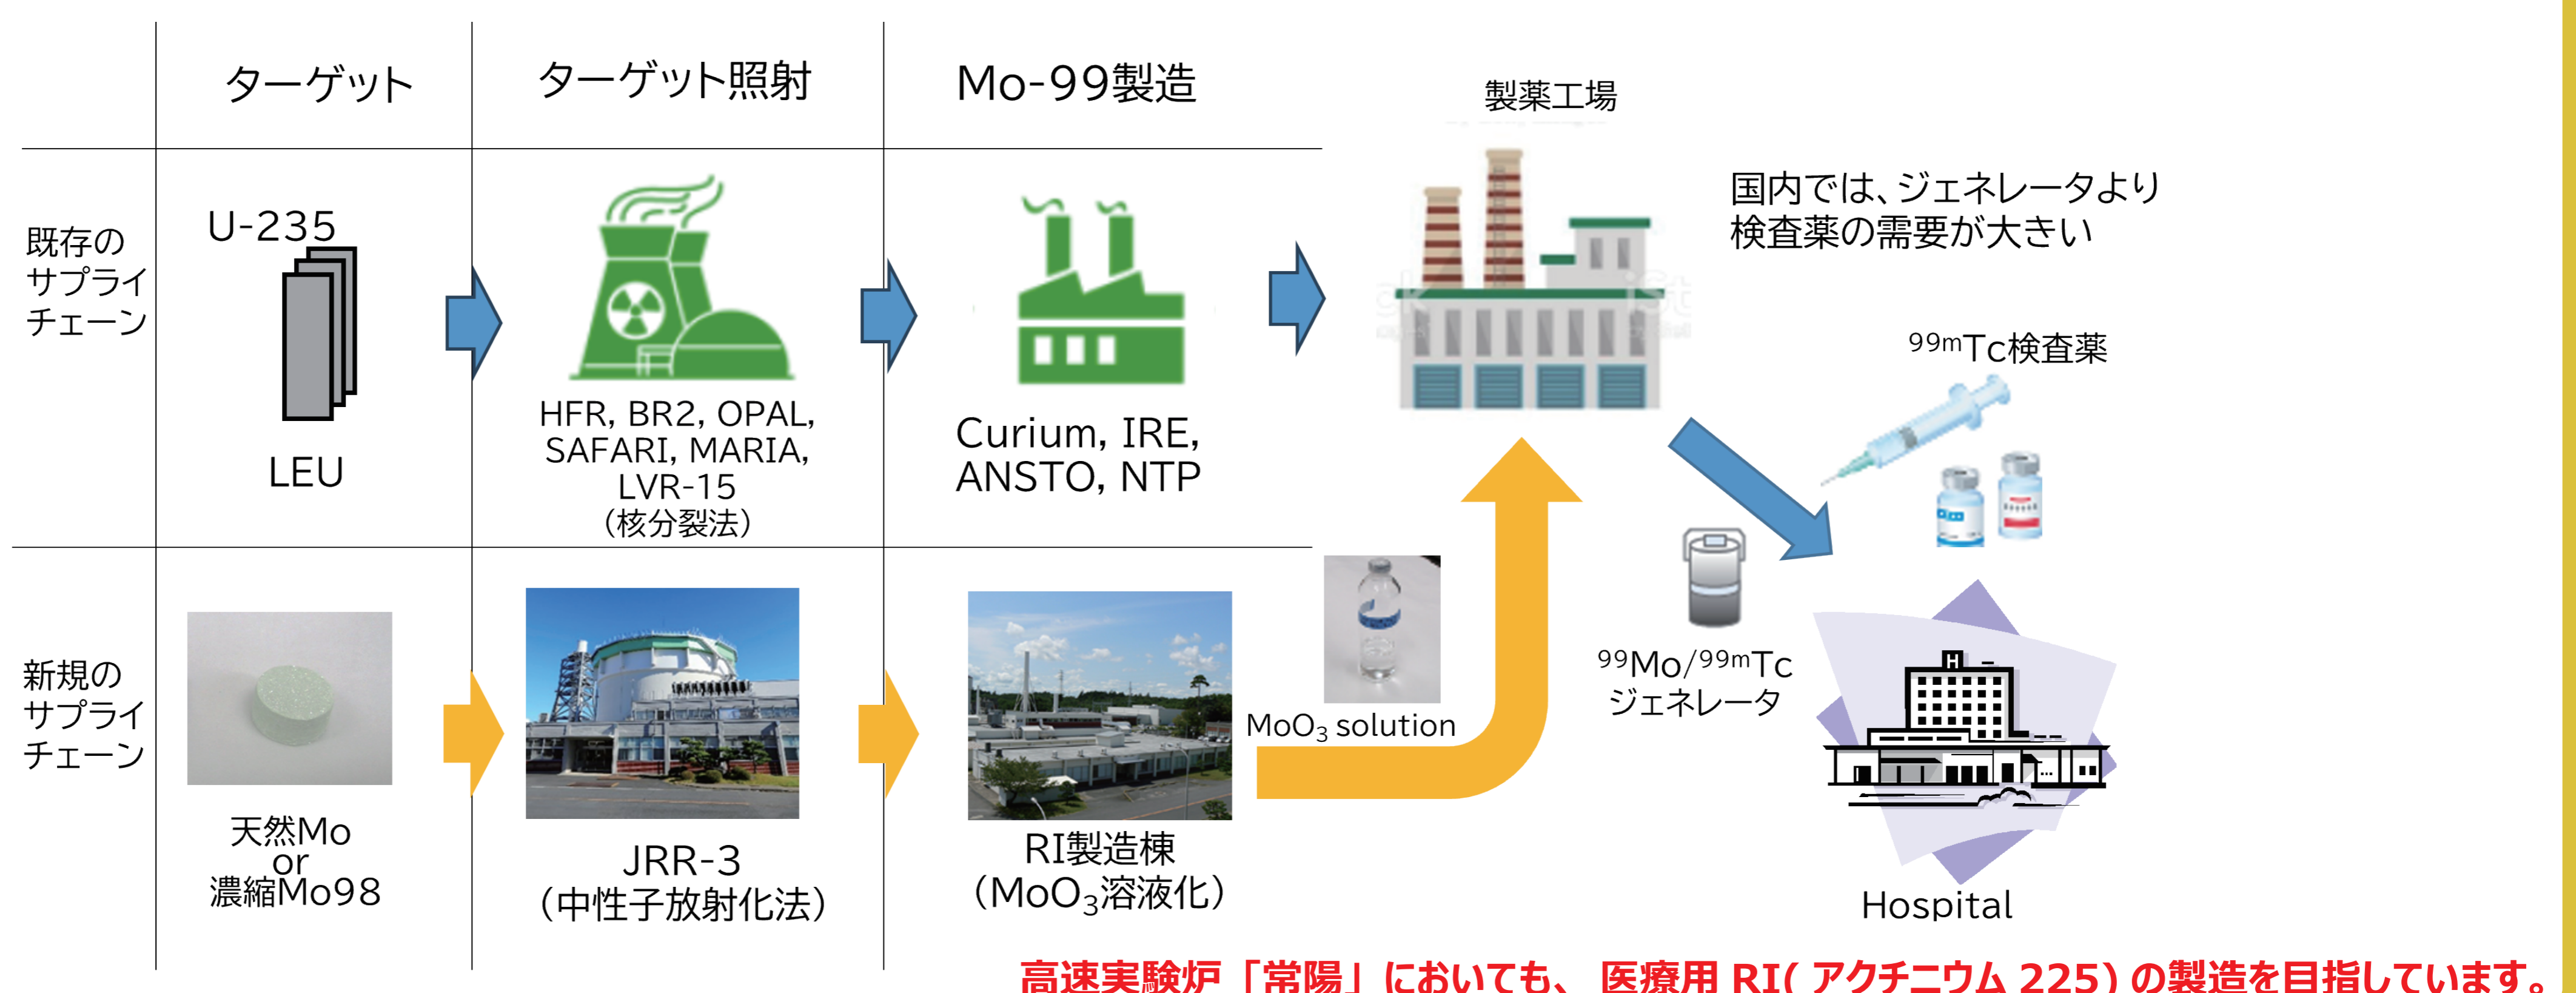 ターゲット
ターゲット照射
Mo-99製造
製薬工場
既存の
サプライ
チェーン
U-235
LEU
HFR, BR2, OPAL,
SAFARI, MARIA,
LVR-15
（核分裂法）
Curium, IRE,
ANSTO, NTP
国内では、ジェネレータより
検査薬の需要が大きい
99mTc検査薬
新規の
サプライ
チェーン
天然Mo
or
濃縮Mo98
JRR-3
（中性子放射化法）
RI製造棟
（MoO₃溶液化）
MoO₃ solution
99Mo/99mTc
ジェネレータ
H
Hospital
高速実験炉「常陽」においても、 医療用 RI( アクチニウム 225) の製造を目指しています。